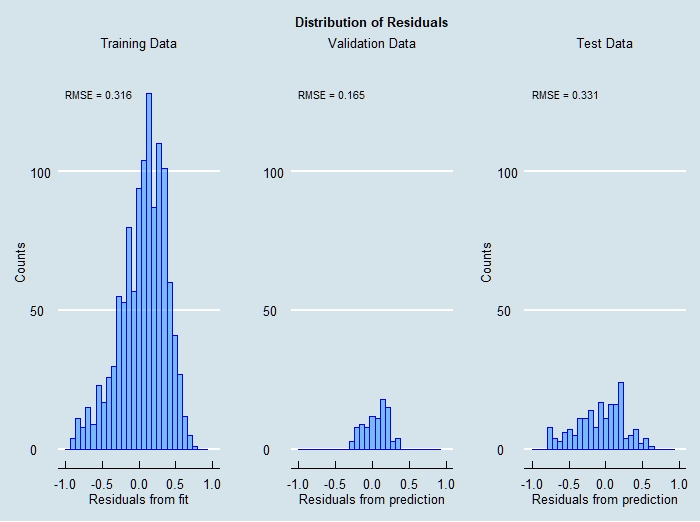 Distribution of Residuals
Training Data
Validation Data
Test Data
RMSE = 0.316
RMSE = 0.165
RMSE = 0.331
100
100
100
Counts
Counts
50
50
50
0
0
0
-1.0 -0.5 0.0 0.5 1.0
-1.0 -0.5 0.0 0.5 1.0
-1.0 -0.5 0.0 0.5 1.0
Residuals from fit
Residuals from prediction
Residuals from prediction